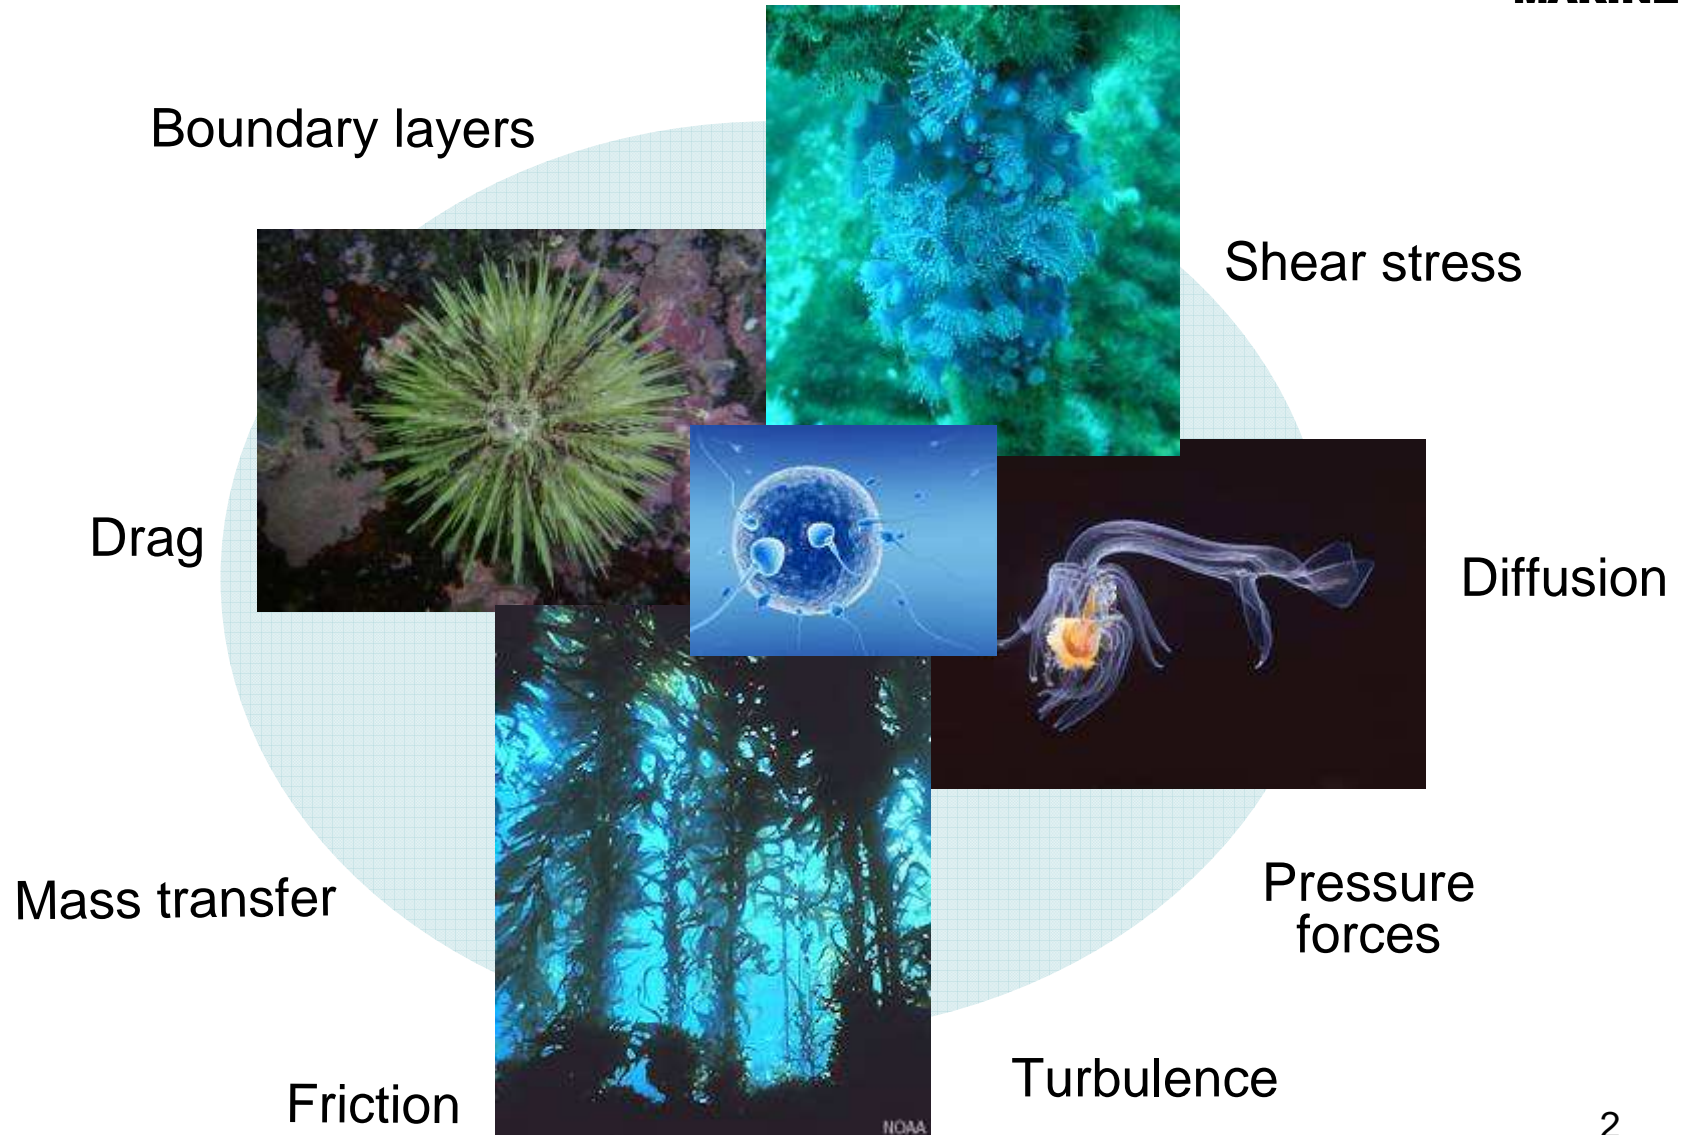 Boundary layers
Shear stress
Drag
Diffusion
Mass transfer
Pressure
forces
Turbulence
Friction
NOAA
2